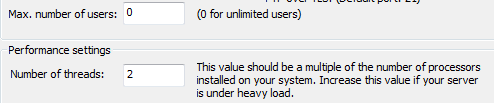 Max. number of users: 0 (0 for unlimited users)
Performance settings
Number of threads: 2 This value should be a multiple of the number of processors
installed on your system. Increase this value if your server
is under heavy load.